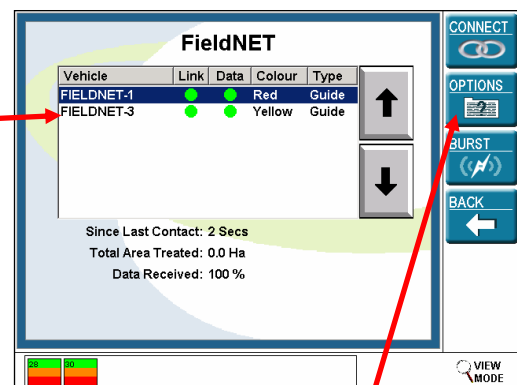 FieldNET
Vehicle Link Data Colour Type
FIELDNET-1 Red Guide
FIELDNET-3 Yellow Guide
Since Last Contact: 2 Secs
Total Area Treated: 0.0 Ha
Data Received: 100 %
CONNECT
OPTIONS
?
BURST
BACK
28 30
VIEW
MODE